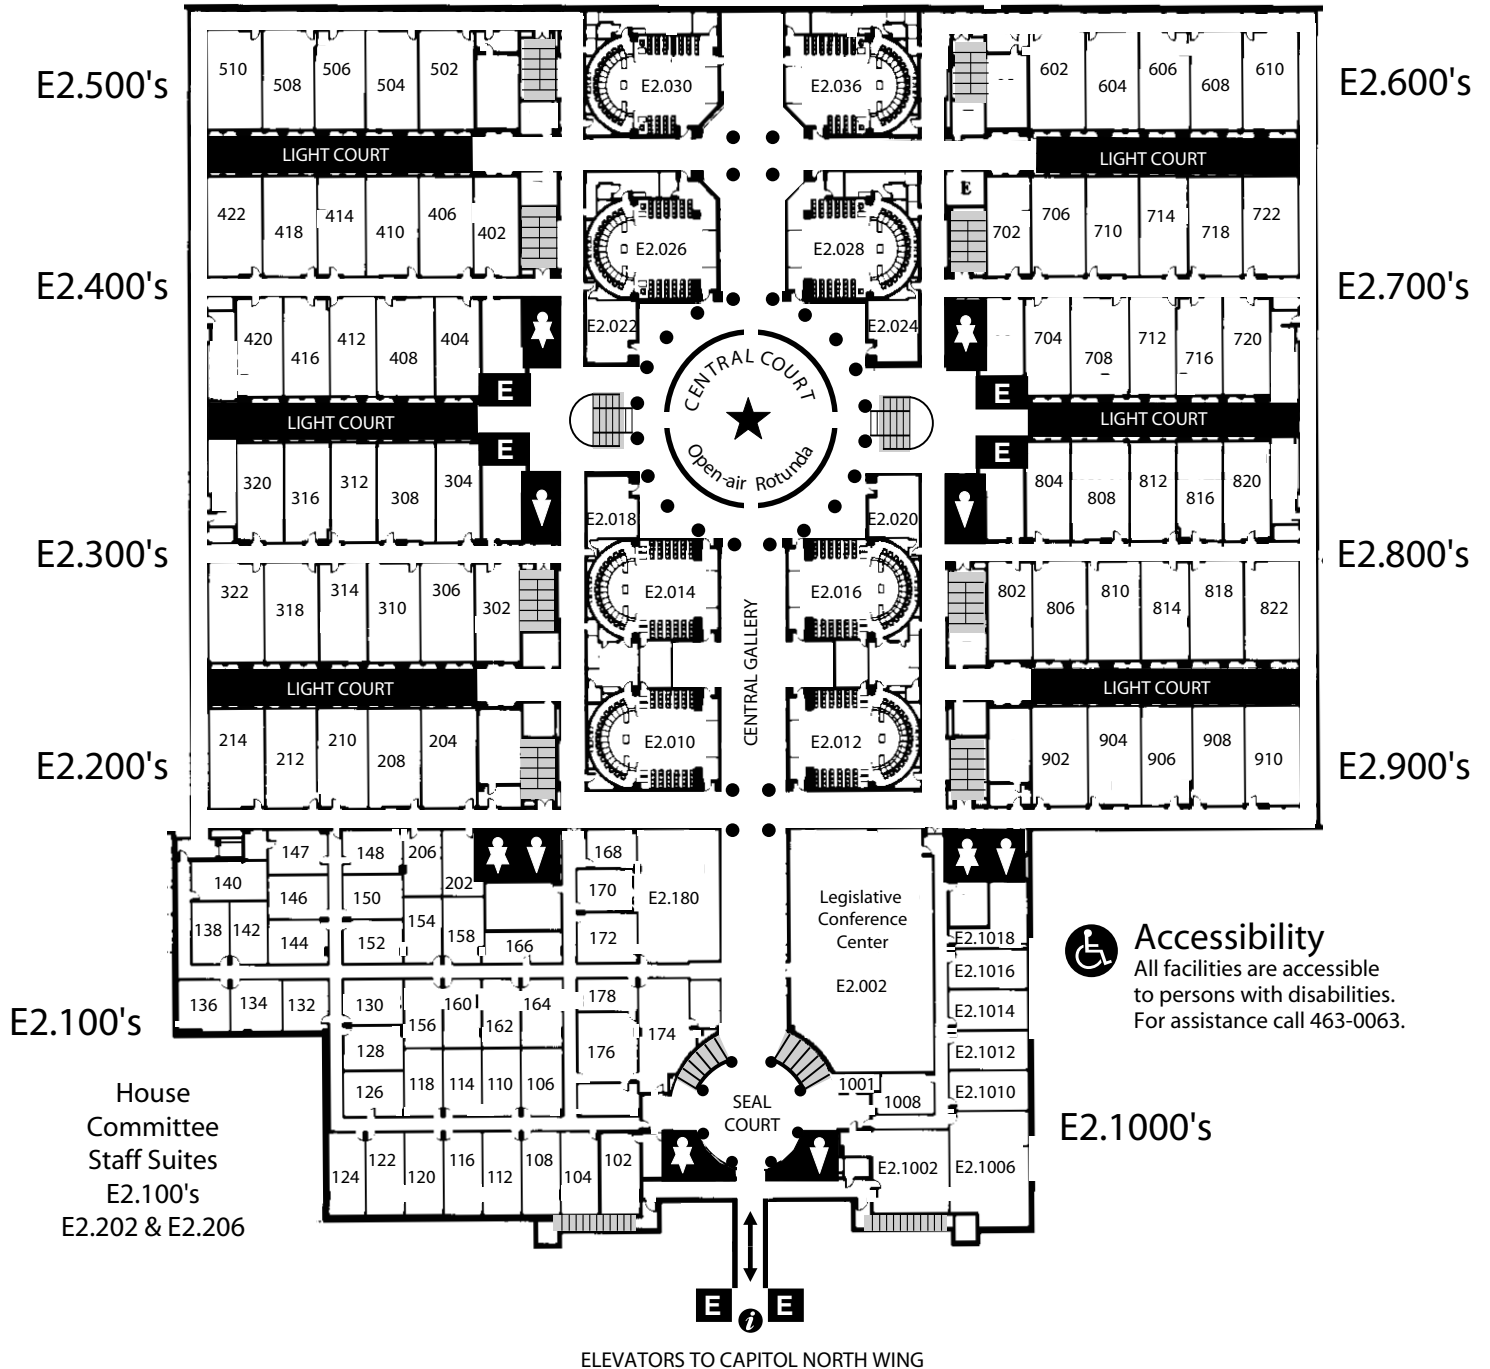 E2.500's
510
508
506
504
502
E2.030
E2.036
602
604
606
608
610
E2.600's
LIGHT COURT
LIGHT COURT
422
418
414
410
406
402
E2.026
E2.028
E
702
706
710
714
718
722
E2.400's
E2.700's
420
416
412
408
404
E2.022
E2.024
704
708
712
716
720
E
E
CENTRAL COURT
Open-air Rotunda
LIGHT COURT
LIGHT COURT
E
E
320
316
312
308
304
E2.018
E2.020
804
808
812
816
820
E2.300's
E2.800's
322
318
314
310
306
302
E2.014
E2.016
802
806
810
814
818
822
CENTRAL GALLERY
LIGHT COURT
LIGHT COURT
214
212
210
208
204
E2.010
E2.012
902
904
906
908
910
E2.200's
E2.900's
147
148
206
168
140
202
170
E2.180
146
150
Legislative
Conference
Center
E2.002
138
142
144
152
154
158
166
172
E2.1018
E2.1016
Accessibility
All facilities are accessible
to persons with disabilities.
For assistance call 463-0063.
136
134
132
130
160
164
178
E2.1014
156
162
174
E2.100's
128
176
E2.1012
126
118
114
110
106
1001
1008
E2.1010
House
Committee
Staff Suites
E2.100's
E2.202 & E2.206
SEAL
COURT
E2.1000's
124
122
120
116
112
108
104
102
E2.1002
E2.1006
E
i
E
ELEVATORS TO CAPITOL NORTH WING